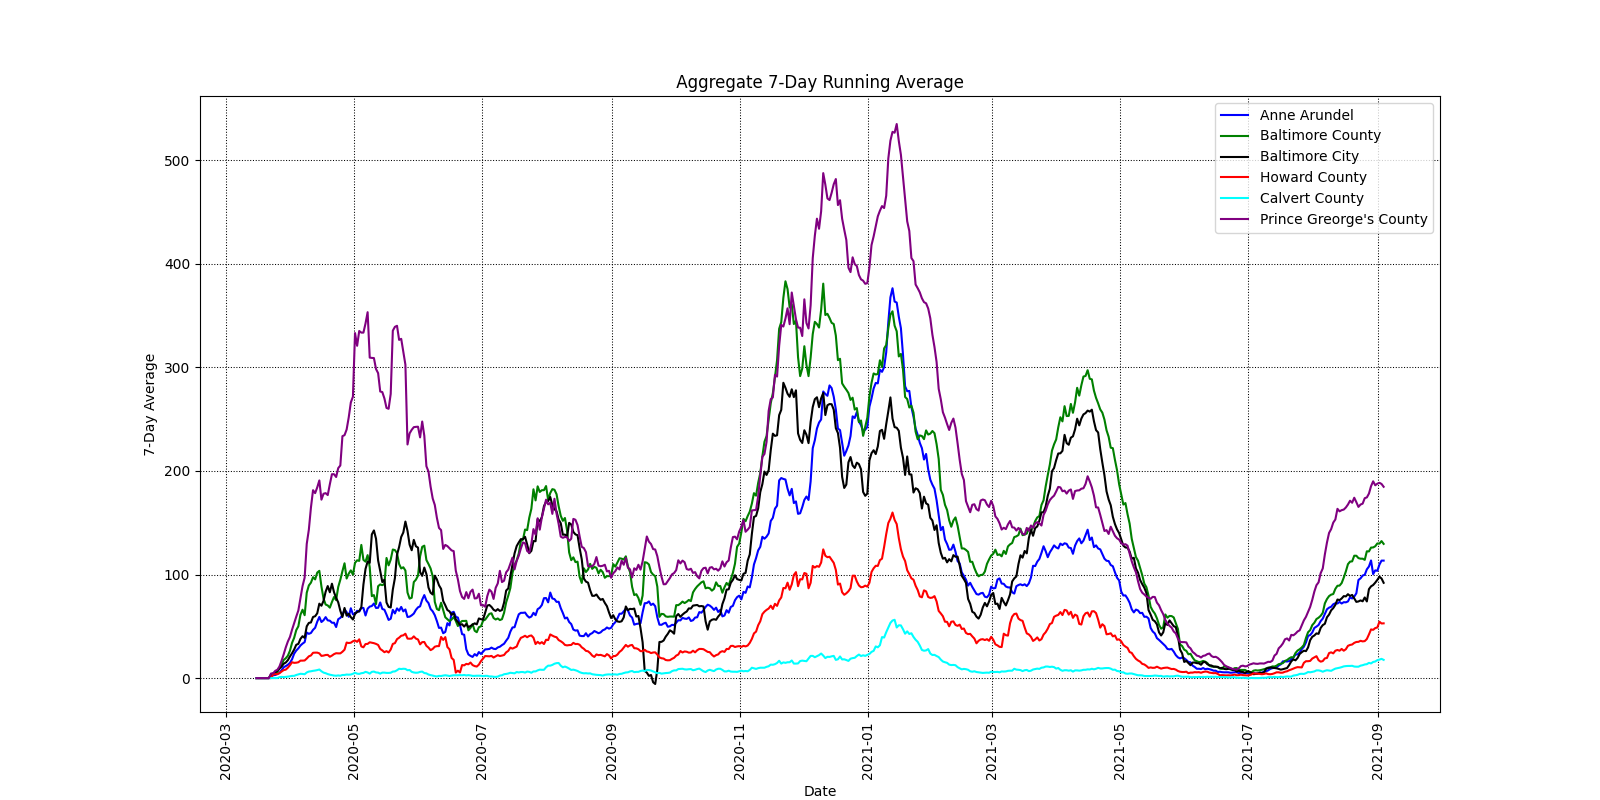 Aggregate 7-Day Running Average
Anne Arundel
Baltimore County
Baltimore City
Howard County
Calvert County
Prince Greorge's County
7-Day Average
500
400
300
200
100
0
2020-03
2020-05
2020-07
2020-09
2020-11
2021-01
2021-03
2021-05
2021-07
2021-09
Date